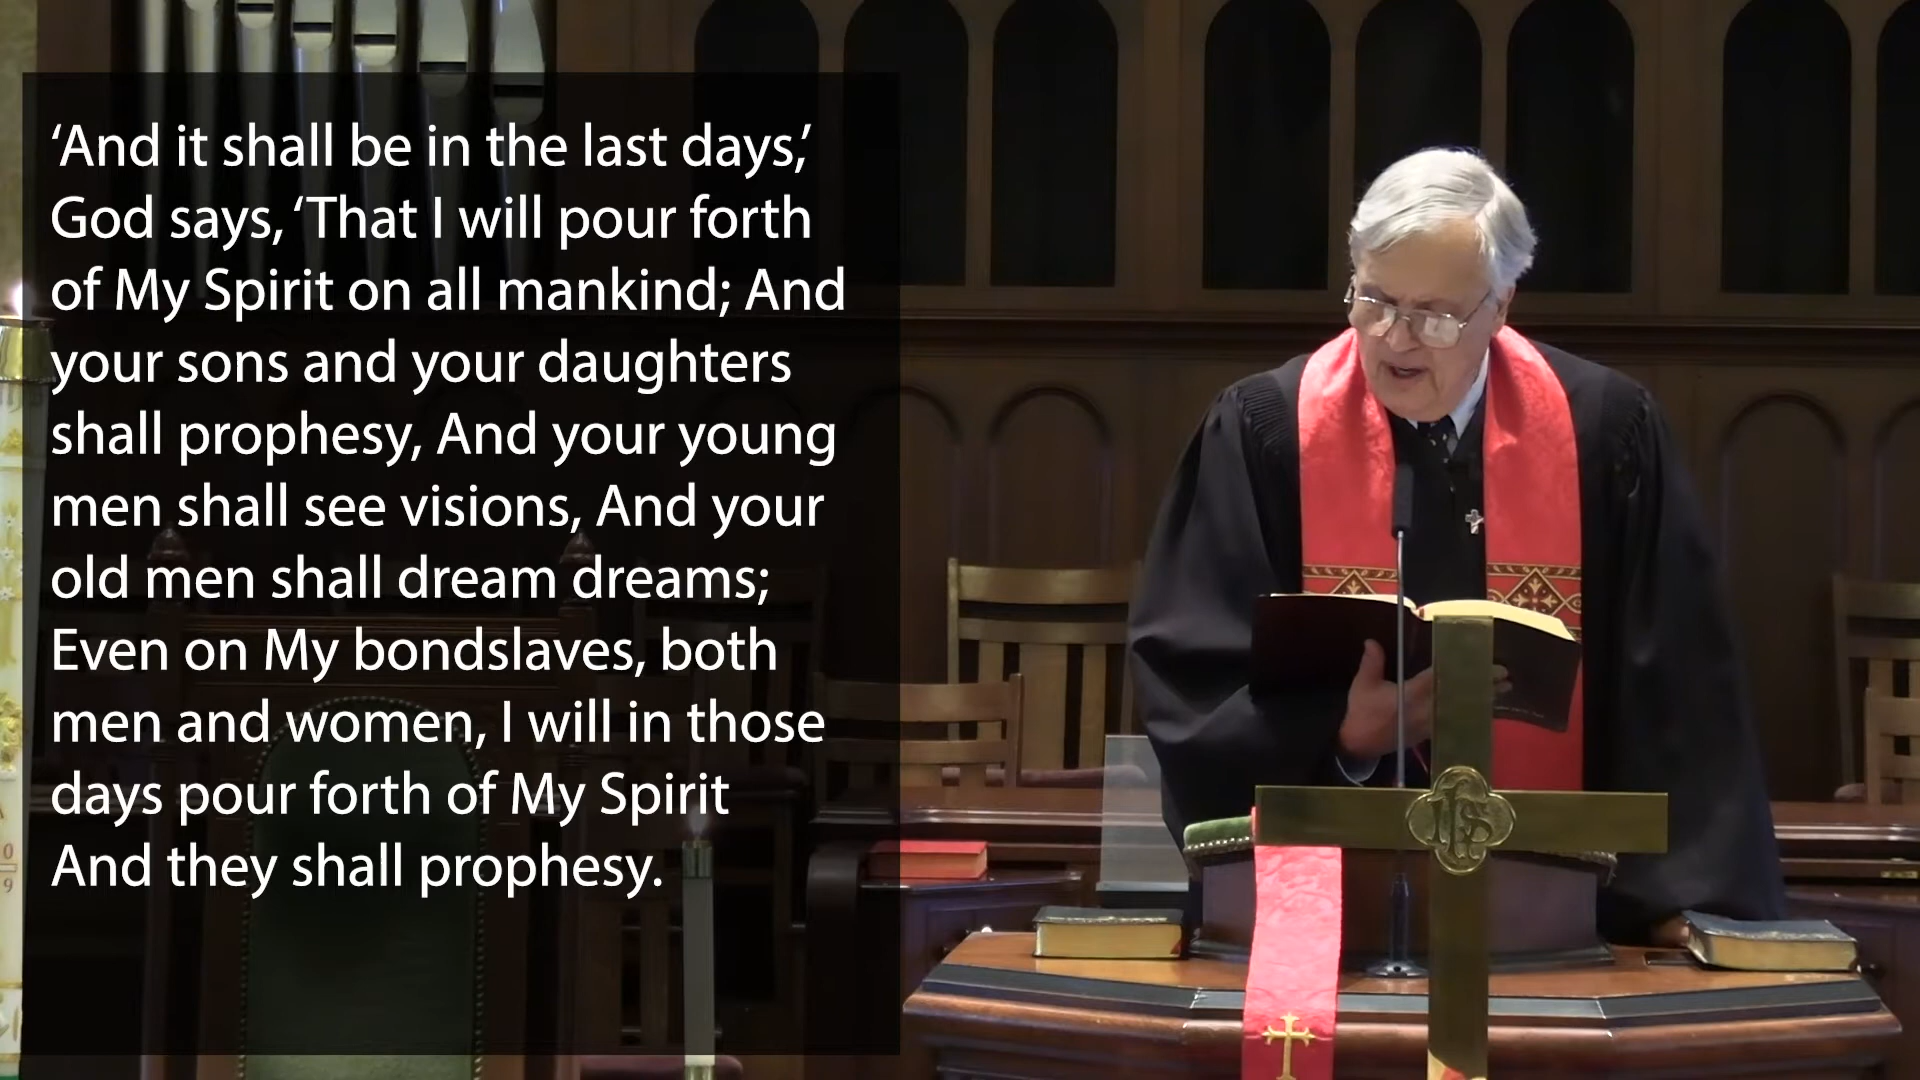 ‘And it shall be in the last days,’
God says, ‘That I will pour forth
of My Spirit on all mankind; And
your sons and your daughters
shall prophesy, And your young
men shall see visions, And your
old men shall dream dreams;
Even on My bondslaves, both
men and women, I will in those
days pour forth of My Spirit
And they shall prophesy.
IHS
0
9